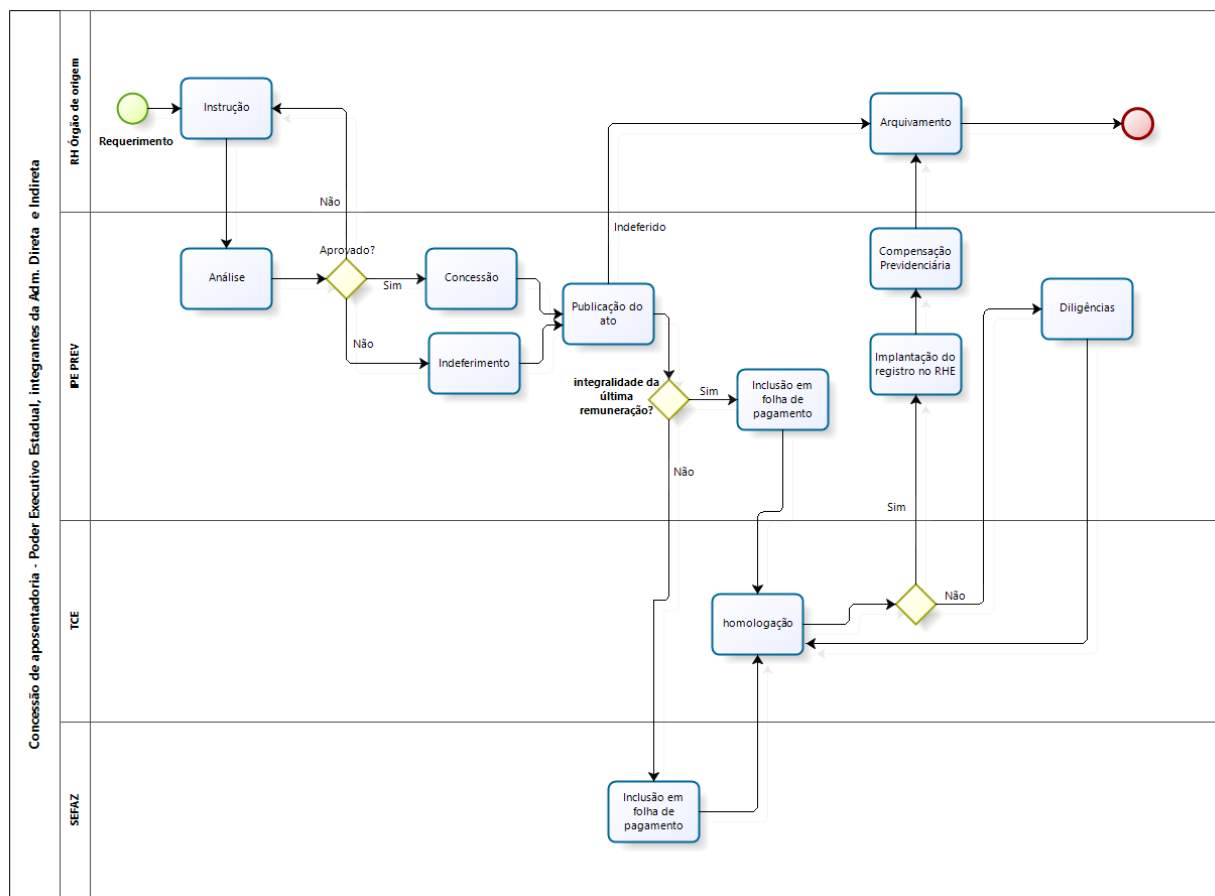 Concessão de aposentadoria - Poder Executivo Estadual, integrantes da Adm. Direta e Indireta
RH Órgão de origem
Requerimento
Instrução
Não
Arquivamento
IPE PREV
Análise
Aprovado?
Sim
Não
Concessão
Indeferimento
Publicação do
ato
Indeferido
integralidade da
última
remuneração?
Sim
Não
Inclusão em
folha de
pagamento
Compensação
Previdenciária
Implantação do
registro no RHE
Diligências
Sim
TCE
homologação
Não
SEFAZ
Inclusão em
folha de
pagamento